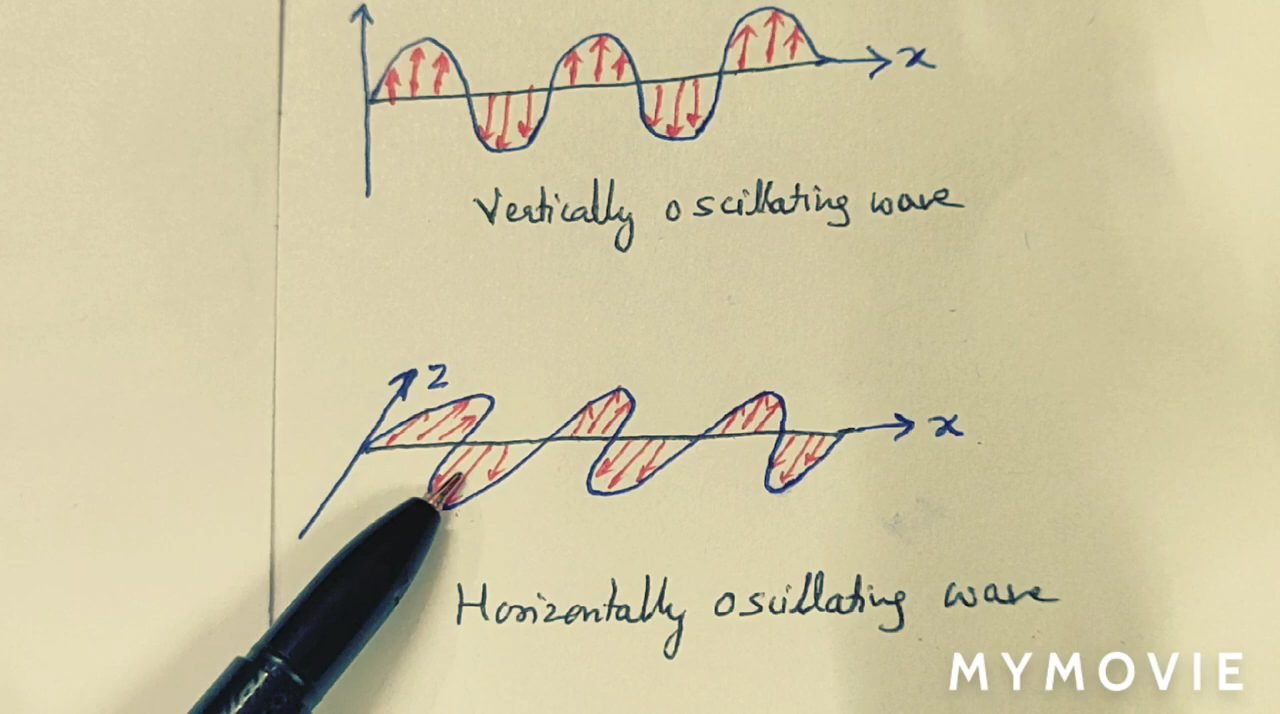 x
Vertically oscillating wave
z
x
Horizontally oscillating wave
MYMOVIE